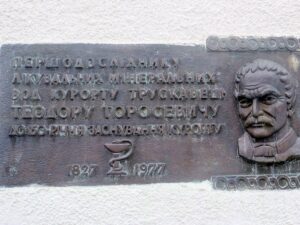 ПЕРШОДОСЛІДНИКУ
ЛІКУВАЛЬНИХ МІНЕРАЛЬНИХ
ВОД КУРОРТУ ТРУСКАВЕЦЬ
ТЕОДОРУ ТОРОСЕВИЧУ
ДО 150-РІЧЧЯ ЗАСНУВАННЯ КУРОРТУ
1827 1977